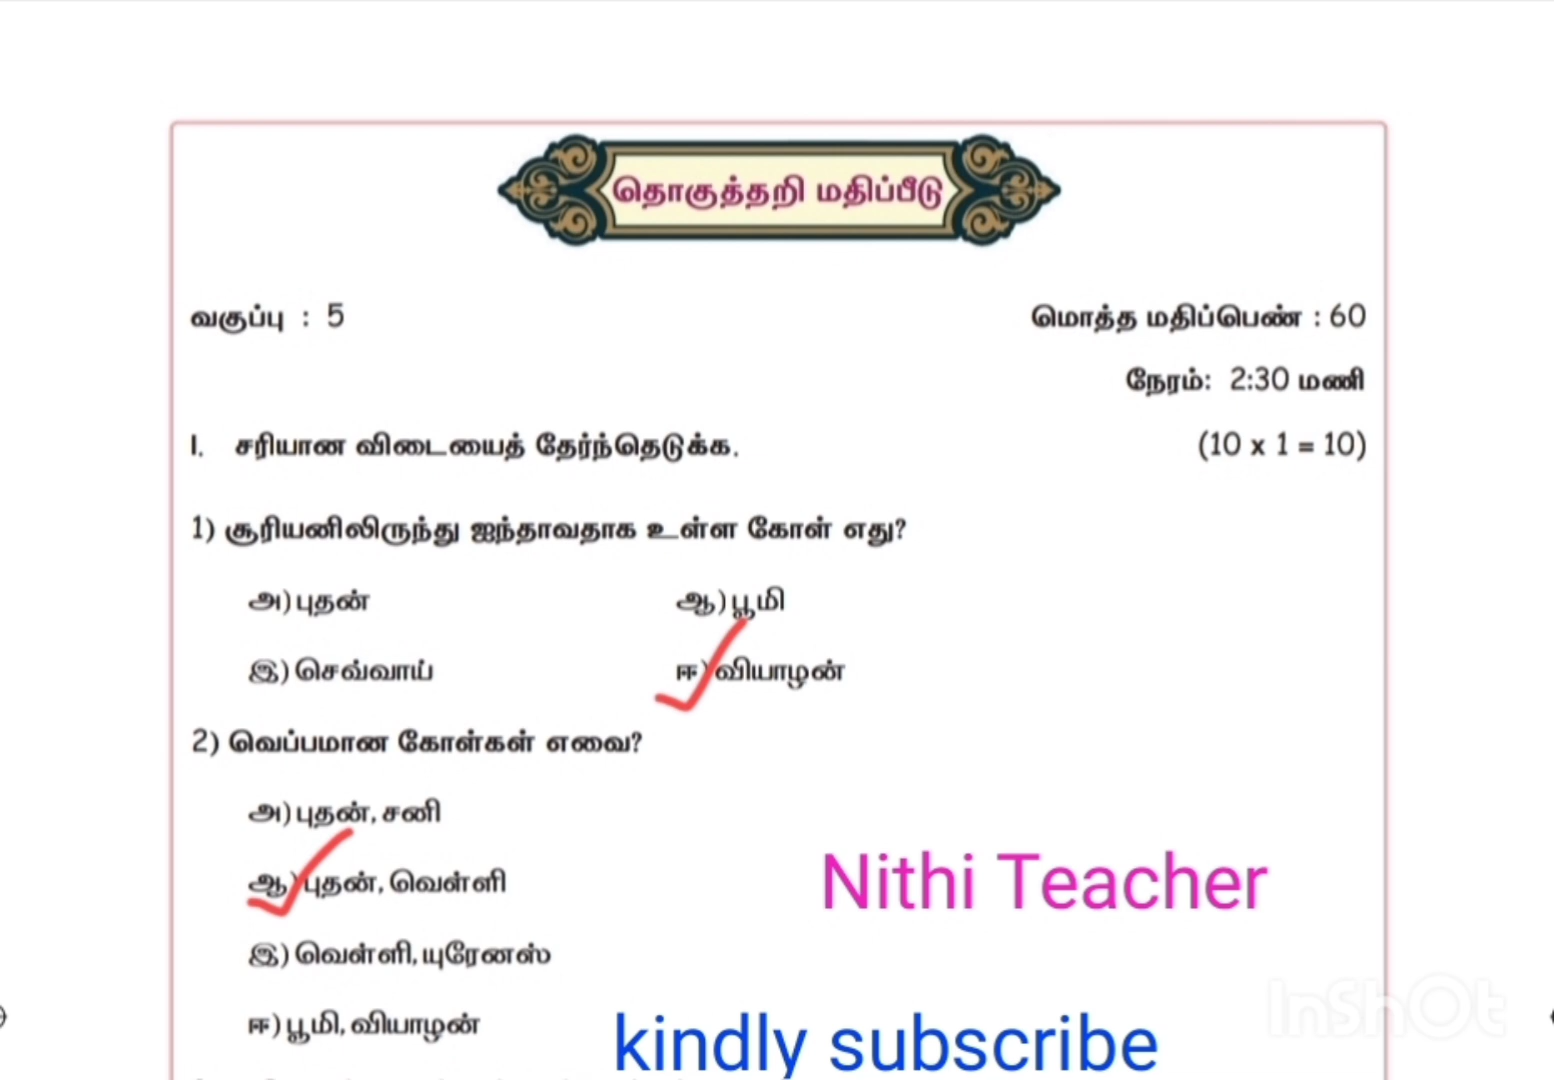 தொகுத்தறி மதிப்பீடு
வகுப்பு : 5
மொத்த மதிப்பெண் : 60
நேரம்: 2:30 மணி
I. சரியான விடையைத் தேர்ந்தெடுக்க. (10 x 1 = 10)
1) சூரியனிலிருந்து ஐந்தாவதாக உள்ள கோள் எது?
அ) புதன் ஆ) பூமி
இ) செவ்வாய் ஈ) வியாழன்
2) வெப்பமான கோள்கள் எவை?
அ) புதன், சனி
ஆ) புதன், வெள்ளி
இ) வெள்ளி, யுரேனஸ்
ஈ) பூமி, வியாழன்
Nithi Teacher
kindly subscribe
InShOt